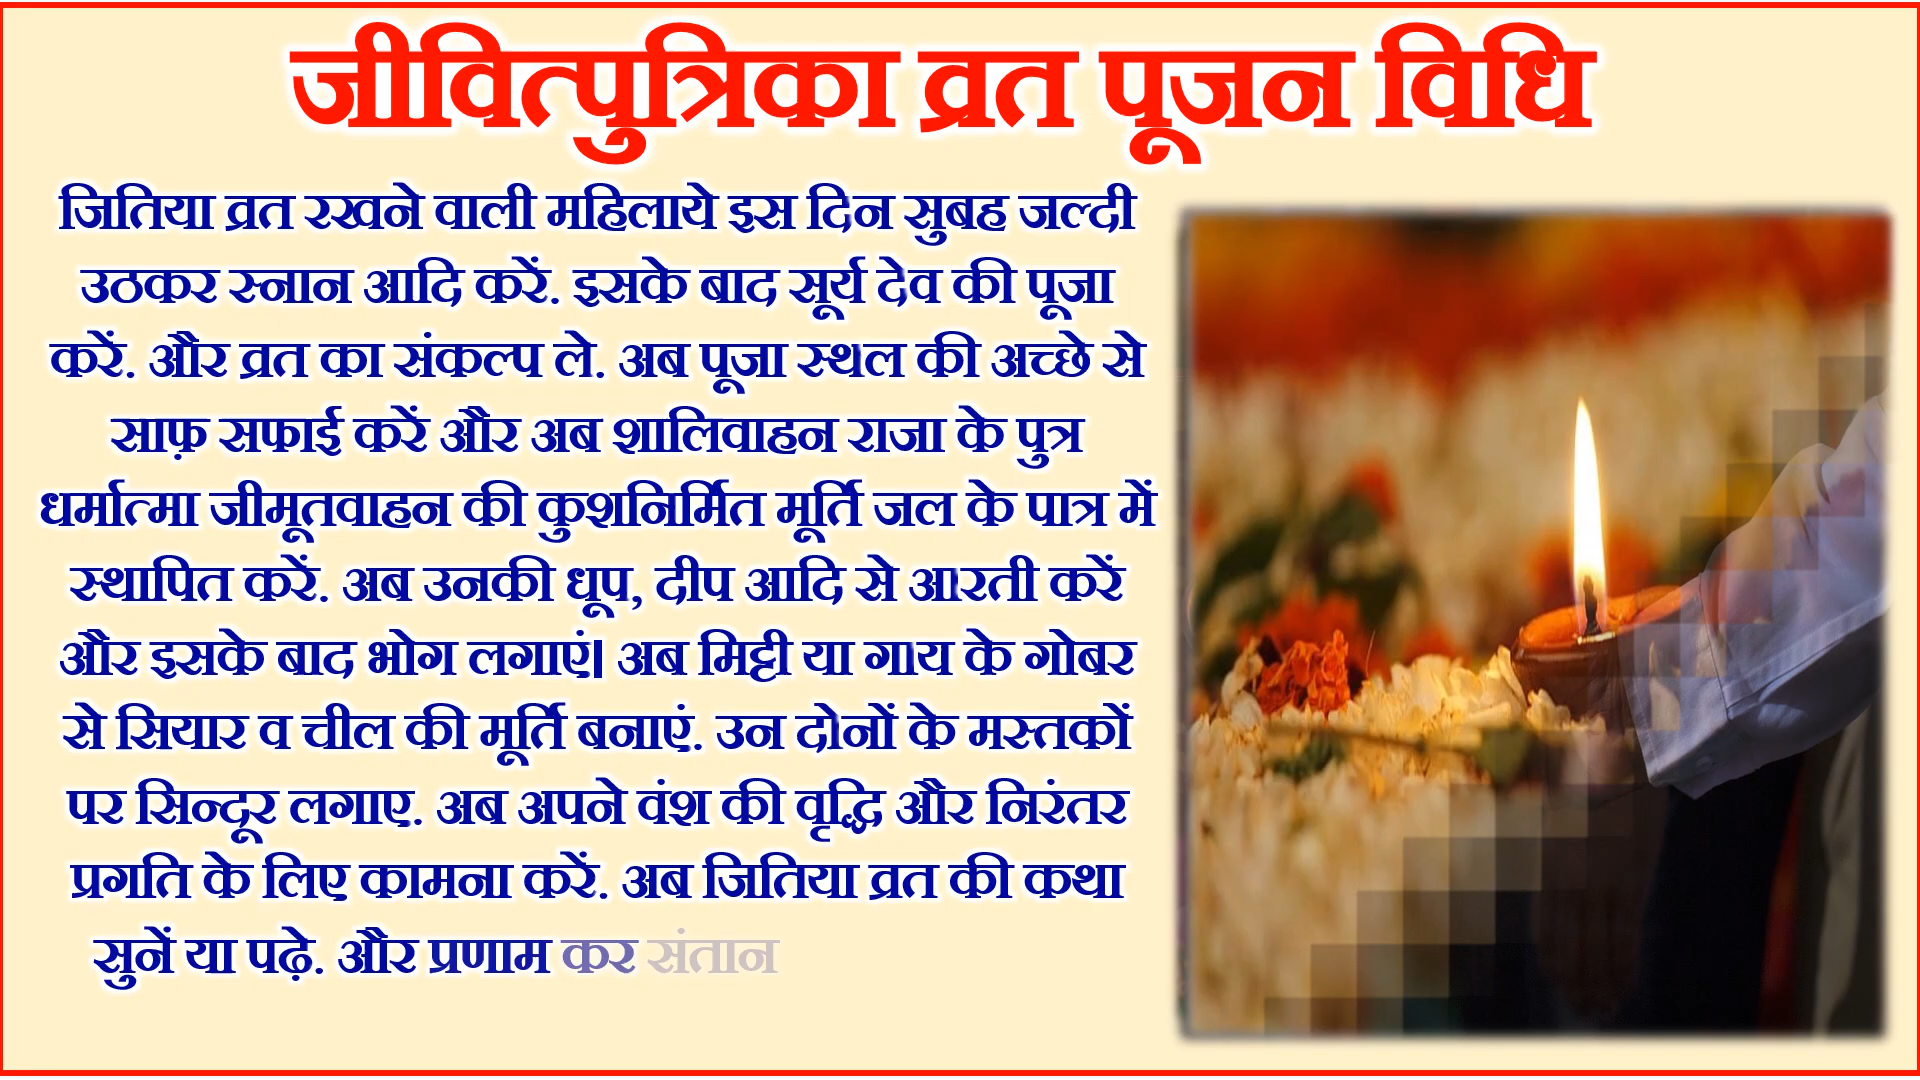 जीवित्पुत्रिका व्रत पूजन विधि
जितिया व्रत रखने वाली महिलाये इस दिन सुबह जल्दी
उठकर स्नान आदि करें. इसके बाद सूर्य देव की पूजा
करें. और व्रत का संकल्प ले. अब पूजा स्थल की अच्छे से
साफ़ सफाई करें और अब शालिवाहन राजा के पुत्र
धर्मात्मा जीमूतवाहन की कुशनिर्मित मूर्ति जल के पात्र में
स्थापित करें. अब उनकी धूप, दीप आदि से आरती करें
और इसके बाद भोग लगाएं। अब मिट्टी या गाय के गोबर
से सियार व चील की मूर्ति बनाएं. उन दोनों के मस्तकों
पर सिन्दूर लगाए. अब अपने वंश की वृद्धि और निरंतर
प्रगति के लिए कामना करें. अब जितिया व्रत की कथा
सुनें या पढ़े. और प्रणाम कर संतान